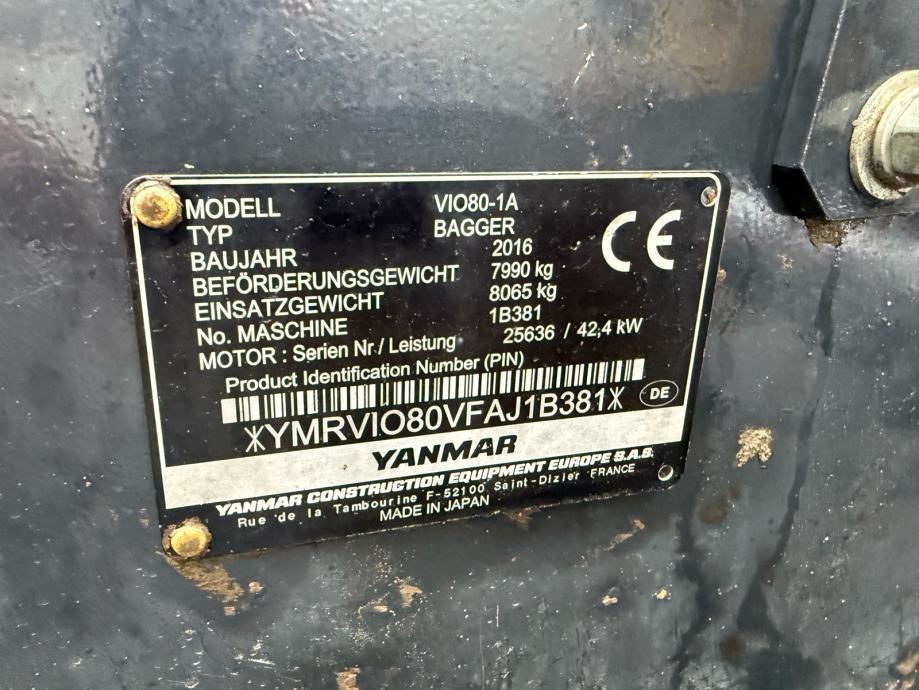 MODELL VIO80-1A
TYP BAGGER
BAUJAHR 2016
BEFÖRDERUNGSGEWICHT 7990 kg
EINSATZGEWICHT 8065 kg
No. MASCHINE 1B381
MOTOR : Serien Nr./ Leistung 25636 / 42,4 kW
CE
Product Identification Number (PIN)
DE
*YMRVIO80VFAJ1B381*
YANMAR
YANMAR CONSTRUCTION EQUIPMENT EUROPE S.A.S.
Rue de la Tambourine F-52100 Saint-Dizier FRANCE
MADE IN JAPAN